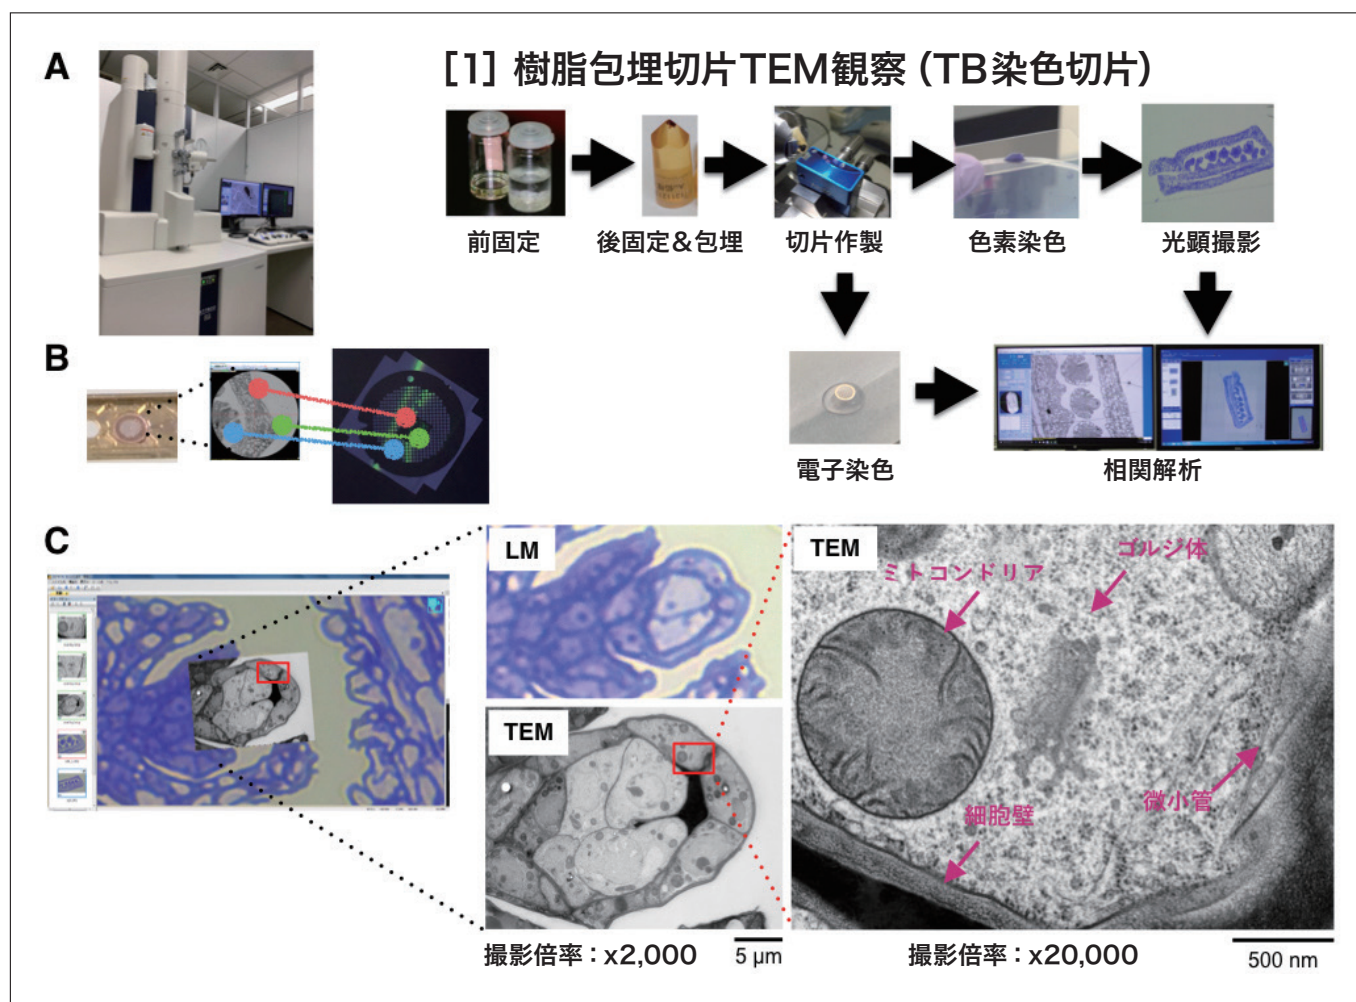 A
[1] 樹脂包埋切片TEM観察（TB染色切片）
前固定
後固定&包埋
切片作製
色素染色
光顕撮影
B
電子染色
相関解析
C
LM
TEM
TEM
ゴルジ体
ミトコンドリア
微小管
細胞壁
撮影倍率：x2,000
5 µm
撮影倍率：x20,000
500 nm